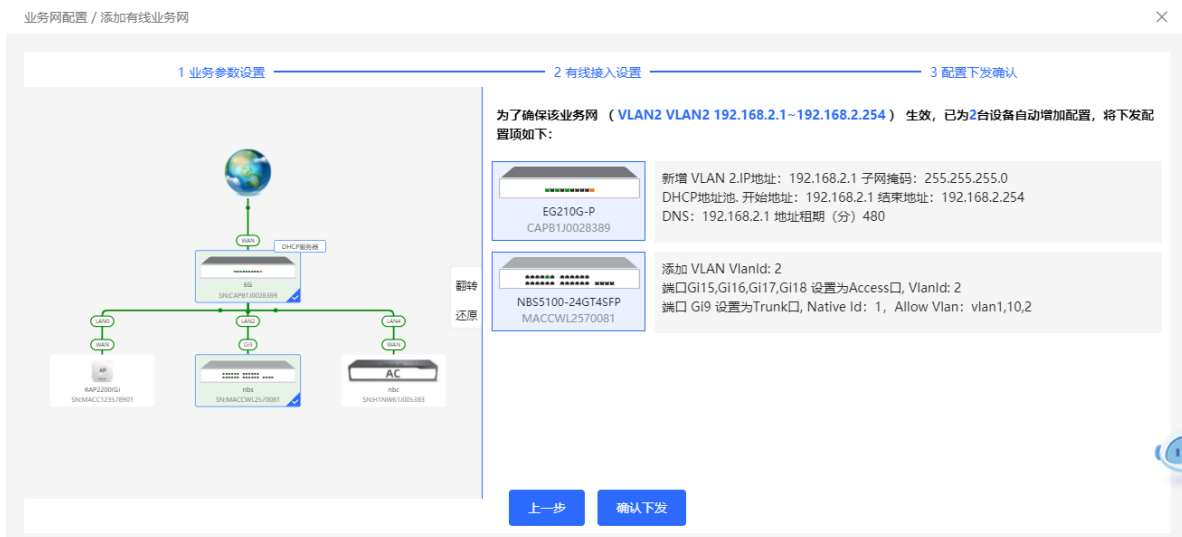 业务网配置 / 添加有线业务网
1 业务参数设置
2 有线接入设置
3 配置下发确认
WAN
DHCP服务器
EG
SN:CAPB1J0028389
LAN0
LAN2
LAN4
WAN
Gi9
WAN
AP
RAP2200(Gi
SN:MACC123578901
nbs
SN:MACCWL2570081
AC
nbc
SN:H1NW61J005383
翻转
还原
为了确保该业务网 （ VLAN2 VLAN2 192.168.2.1~192.168.2.254 ） 生效，已为2台设备自动增加配置，将下发配
置项如下：
EG210G-P
CAPB1J0028389
新增 VLAN 2.IP地址：192.168.2.1 子网掩码：255.255.255.0
DHCP地址池. 开始地址：192.168.2.1 结束地址：192.168.2.254
DNS：192.168.2.1 地址租期（分）480
NBS5100-24GT4SFP
MACCWL2570081
添加 VLAN VlanId: 2
端口Gi15,Gi16,Gi17,Gi18 设置为Access口, VlanId: 2
端口 Gi9 设置为Trunk口, Native Id：1，Allow Vlan：vlan1,10,2
上一步
确认下发